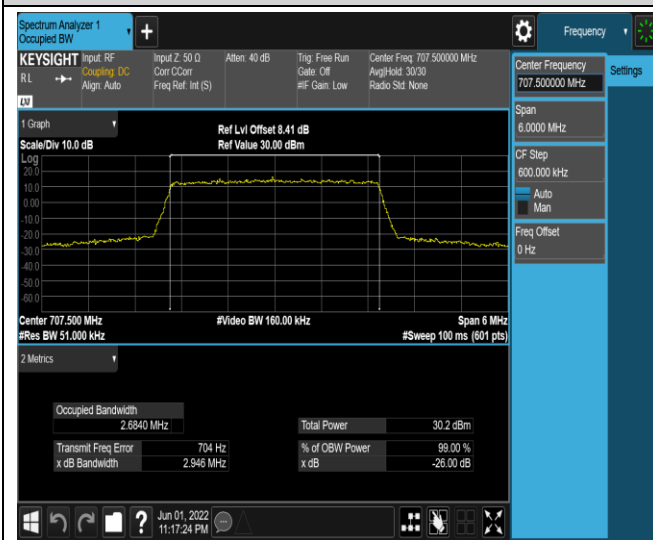 Spectrum Analyzer 1
Occupied BW
+
Frequency
KEYSIGHT
RL
LXI
Input: RF
Coupling: DC
Align: Auto
Input Z: 50 Ω
Corr CCorr
Freq Ref: Int (S)
Atten: 40 dB
Trig: Free Run
Gate: Off
#IF Gain: Low
Center Freq: 707.500000 MHz
Avg|Hold: 30/30
Radio Std: None
Center Frequency
707.500000 MHz
Settings
Span
6.0000 MHz
CF Step
600.000 kHz
Auto
Man
Freq Offset
0 Hz
1 Graph
Scale/Div 10.0 dB
Ref Lvl Offset 8.41 dB
Ref Value 30.00 dBm
Log
20.0
10.0
0.00
-10.0
-20.0
-30.0
-40.0
-50.0
-60.0
Center 707.500 MHz
#Res BW 51.000 kHz
#Video BW 160.00 kHz
Span 6 MHz
#Sweep 100 ms (601 pts)
2 Metrics
Occupied Bandwidth
2.6840 MHz
Total Power 30.2 dBm
Transmit Freq Error 704 Hz
% of OBW Power 99.00 %
x dB Bandwidth 2.946 MHz
x dB -26.00 dB
?
Jun 01, 2022
11:17:24 PM